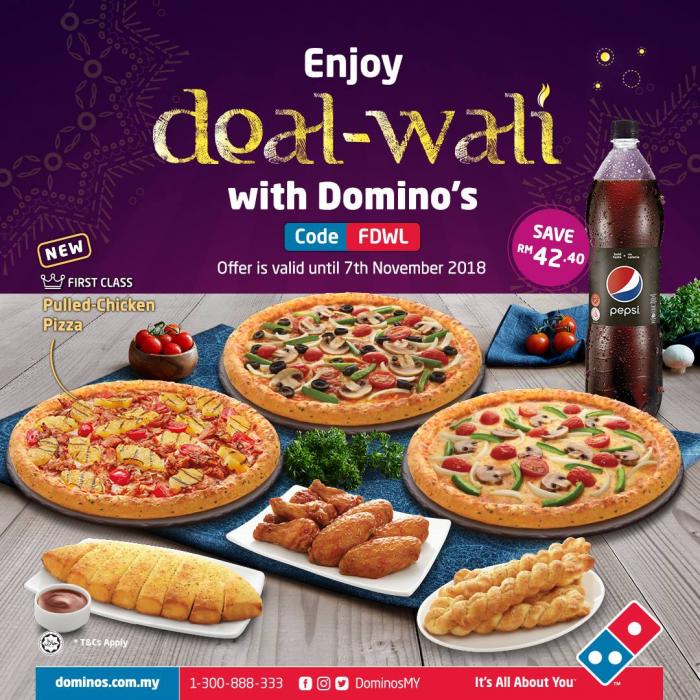 Enjoy
deal-wali
with Domino's
Code FDWL
Offer is valid until 7th November 2018
SAVE
RM 42.40
NEW
FIRST CLASS
Pulled-Chicken
Pizza
pepsi
* T&Cs Apply
dominos.com.my 1-300-888-333 DominosMY It's All About You™